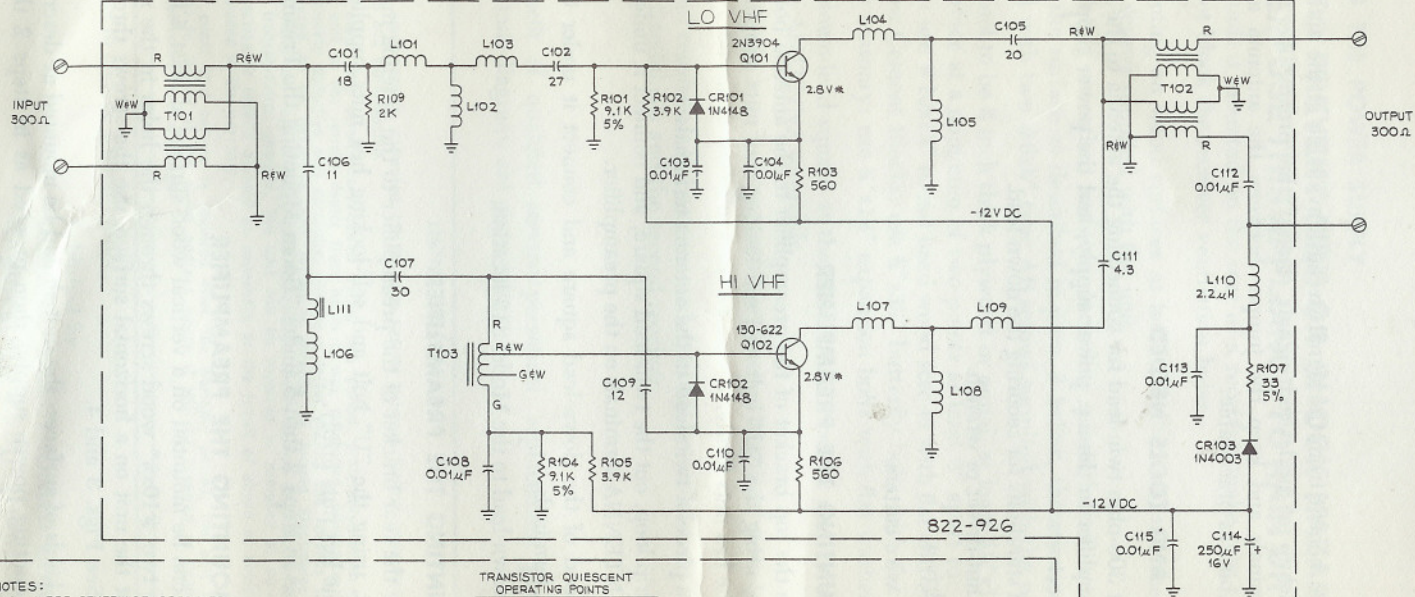 LO VHF
INPUT
300Ω
R
R&W
W&W
T101
R
R&W
C101
18
R109
2K
L101
L102
L103
C102
27
R101
9.1K
5%
R102
3.9K
CR101
1N4148
2N3904
Q101
2.8V*
C103
0.01µF
C104
0.01µF
R103
560
L104
L105
C105
20
R&W
R
W&W
T102
R&W
R
OUTPUT
300Ω
C112
0.01µF
-12V DC
C106
11
C107
30
L111
L106
HI VHF
T103
R
R&W
G&W
G
C109
12
CR102
1N4148
130-622
Q102
2.8V*
L107
L108
L109
C111
4.3
L110
2.2µH
C113
0.01µF
R107
33
5%
CR103
1N4003
C108
0.01µF
R104
9.1K
5%
R105
3.9K
C110
0.01µF
R106
560
-12V DC
822-926
C115
0.01µF
C114
250µF
16V
+
NOTES:
TRANSISTOR QUIESCENT
OPERATING POINTS